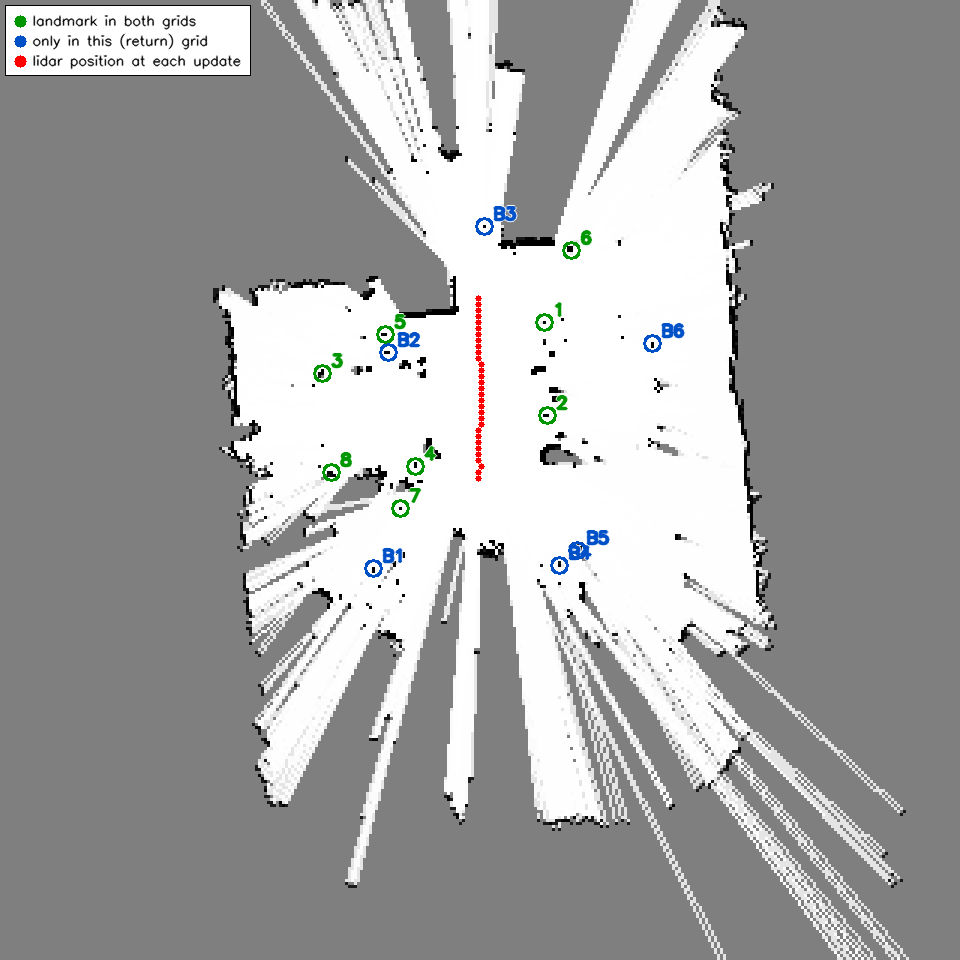 landmark in both grids
only in this (return) grid
lidar position at each update
B3
6
1
5
B2
B6
3
2
4
8
7
B5
B4
B1